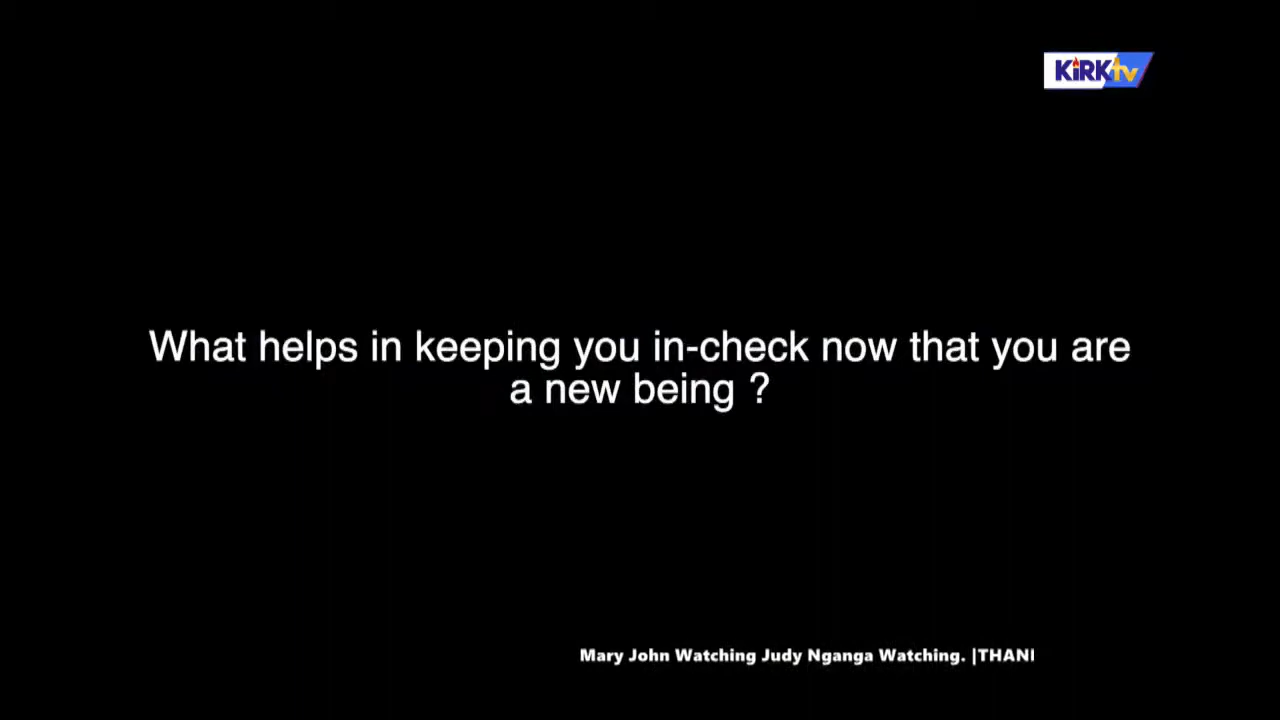 KiRKtv
What helps in keeping you in-check now that you are
a new being ?
Mary John Watching Judy Nganga Watching. |THANI